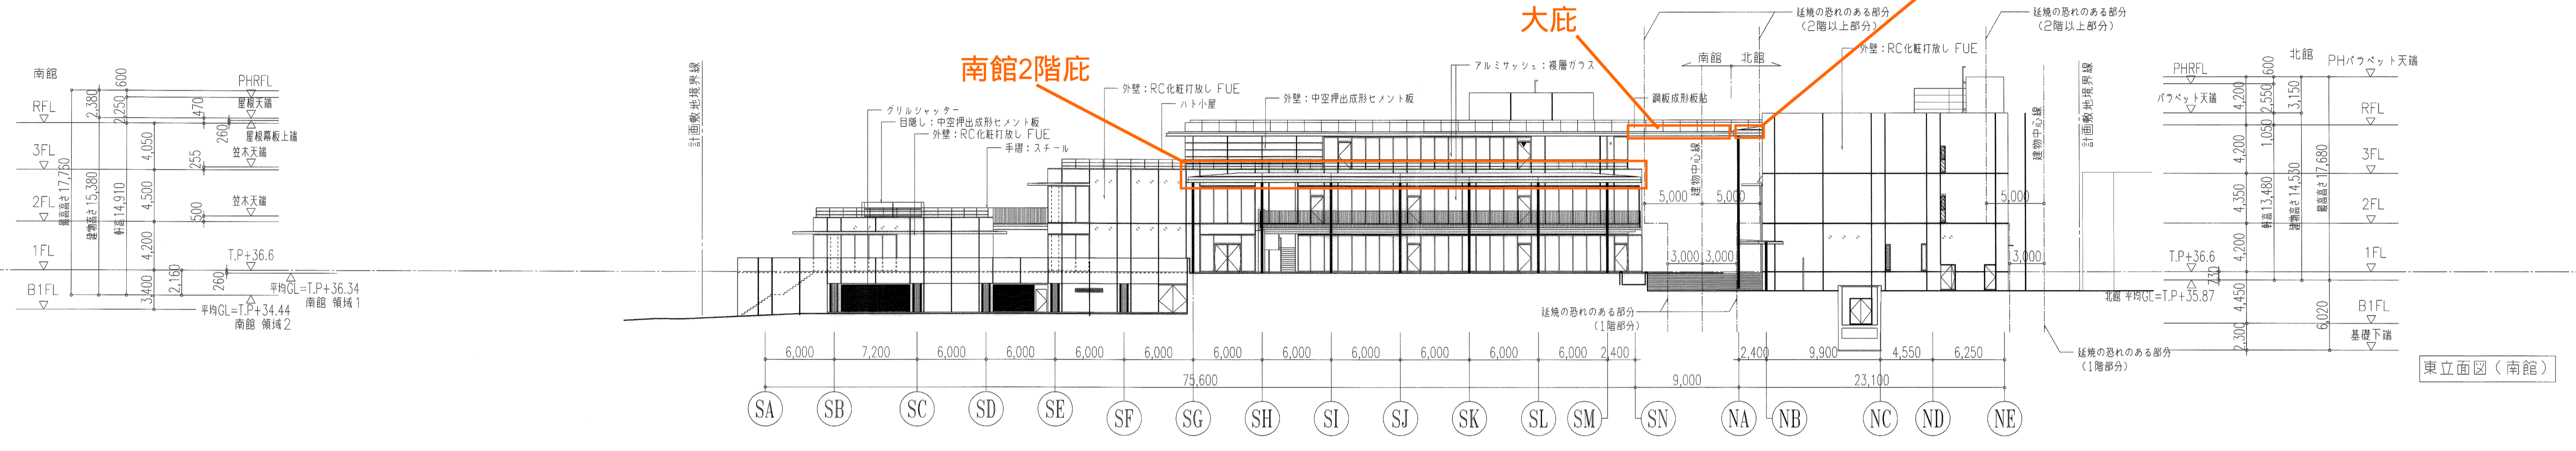 大庇
南館2階庇
延焼の恐れのある部分
(2階以上部分)
延焼の恐れのある部分
(2階以上部分)
南館
北館
外壁：RC化粧打放し FUE
アルミサッシュ：複層ガラス
鋼板成形板貼
外壁：中空押出成形セメント板
外壁：RC化粧打放し FUE
ハト小屋
グリルシャッター
目隠し：中空押出成形セメント板
外壁：RC化粧打放し FUE
手摺：スチール
計画敷地境界線
計画敷地境界線
建物中心線
建物中心線
南館
PHRFL
屋根天端
RFL
屋根幕板上端
3FL
笠木天端
2FL
笠木天端
1FL
T.P+36.6
B1FL
平均GL=T.P+36.34
南館 領域1
平均GL=T.P+34.44
南館 領域2
最高高さ17,760
建物高さ15,380
軒高14,910
2,380
2,250
600
470
260
4,050
255
4,500
500
4,200
3,400
2,160
260
5,000
5,000
5,000
3,000
3,000
3,000
延焼の恐れのある部分
(1階部分)
延焼の恐れのある部分
(1階部分)
北館
PHパラペット天端
PHRFL
パラペット天端
RFL
3FL
2FL
T.P+36.6
1FL
北館 平均GL=T.P+35.87
B1FL
基礎下端
4,200
2,550
600
3,150
1,050
4,200
4,350
4,200
730
4,450
2,300
6,020
軒高13,480
建物高さ14,530
最高高さ17,680
6,000
7,200
6,000
6,000
6,000
6,000
6,000
6,000
6,000
6,000
6,000
6,000
2,400
2,400
9,900
4,550
6,250
75,600
9,000
23,100
SA
SB
SC
SD
SE
SF
SG
SH
SI
SJ
SK
SL
SM
SN
NA
NB
NC
ND
NE
東立面図(南館)